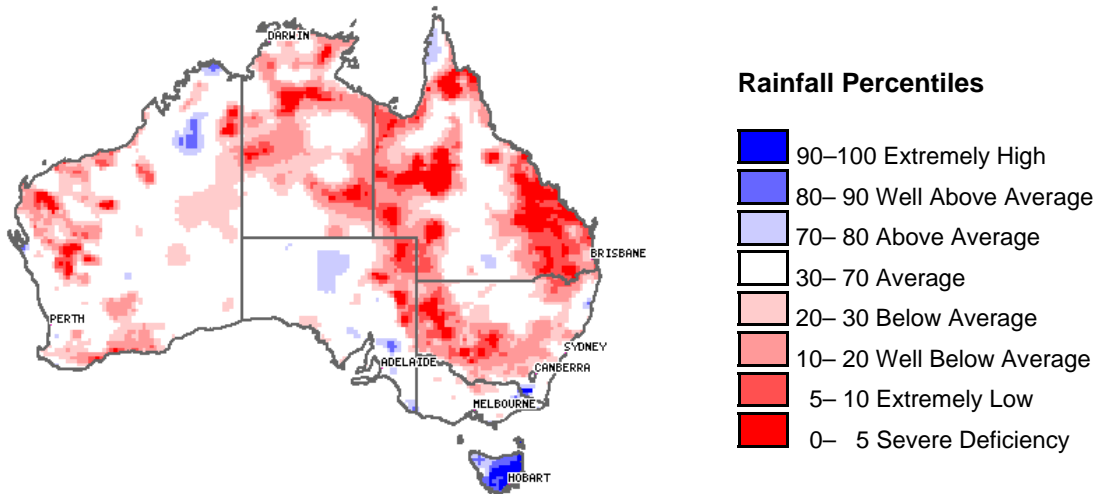 DARWIN
BRISBANE
PERTH
SYDNEY
ADELAIDE
CANBERRA
MELBOURNE
HOBART
Rainfall Percentiles
90–100 Extremely High
80– 90 Well Above Average
70– 80 Above Average
30– 70 Average
20– 30 Below Average
10– 20 Well Below Average
5– 10 Extremely Low
0– 5 Severe Deficiency